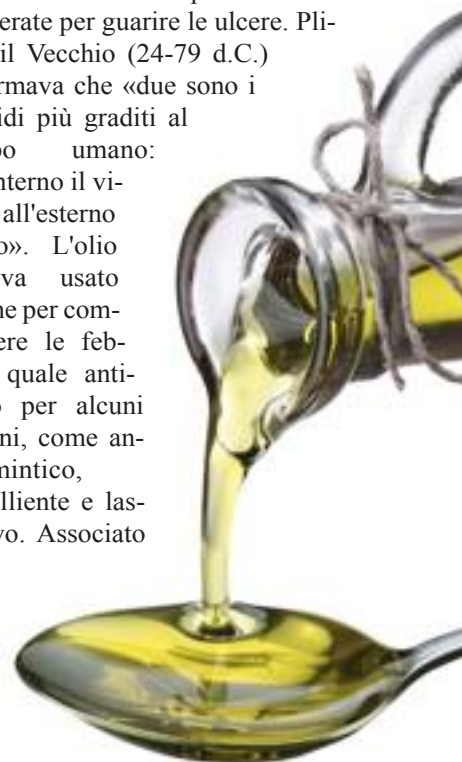 erate per guarire le ulcere. Pli-
il Vecchio (24-79 d.C.)
rmava che «due sono i
idi più graditi al
po umano:
nterno il vi-
all'esterno
o». L'olio
va usato
ne per com-
ere le feb-
quale anti-
o per alcuni
ni, come an-
mintico,
lliente e las-
vo. Associato